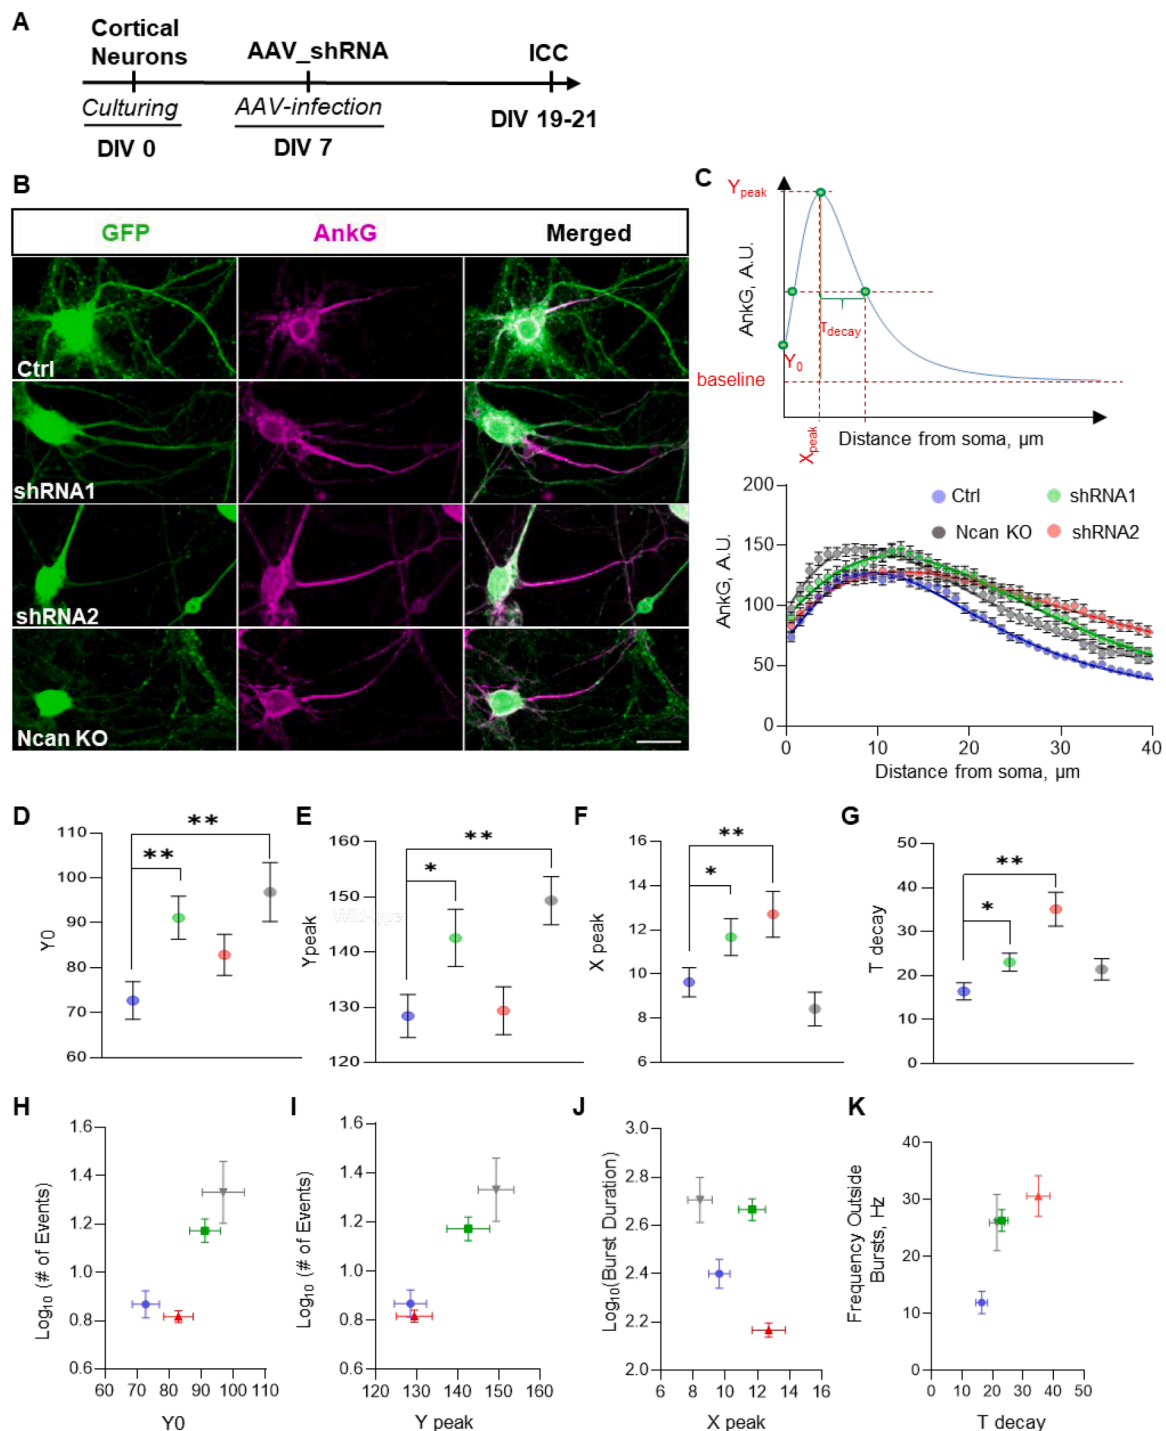 A
Cortical
Neurons
AAV_shRNA
ICC
Culturing
AAV-infection
DIV 0
DIV 7
DIV 19-21
B
GFP
AnkG
Merged
Ctrl
shRNA1
shRNA2
Ncan KO
C
Ypeak
AnkG, A.U.
Tdecay
Y0
baseline
Xpeak
Distance from soma, µm
200
150
100
50
0
AnkG, A.U.
Ctrl
shRNA1
Ncan KO
shRNA2
0 10 20 30 40
Distance from soma, µm
D
110
100
90
80
70
60
Y0
**
**
E
160
150
140
130
120
Ypeak
Wild-type
*
**
F
16
14
12
10
8
6
X peak
*
**
G
50
40
30
20
10
0
T decay
*
**
H
1.6
1.4
1.2
1.0
0.8
0.6
Log10 (# of Events)
60 70 80 90 100 110
Y0
I
1.6
1.4
1.2
1.0
0.8
0.6
Log10 (# of Events)
120 130 140 150 160
Y peak
J
3.0
2.8
2.6
2.4
2.2
2.0
Log10(Burst Duration)
6 8 10 12 14 16
X peak
K
40
30
20
10
0
Frequency Outside
Bursts, Hz
0 10 20 30 40 50
T decay